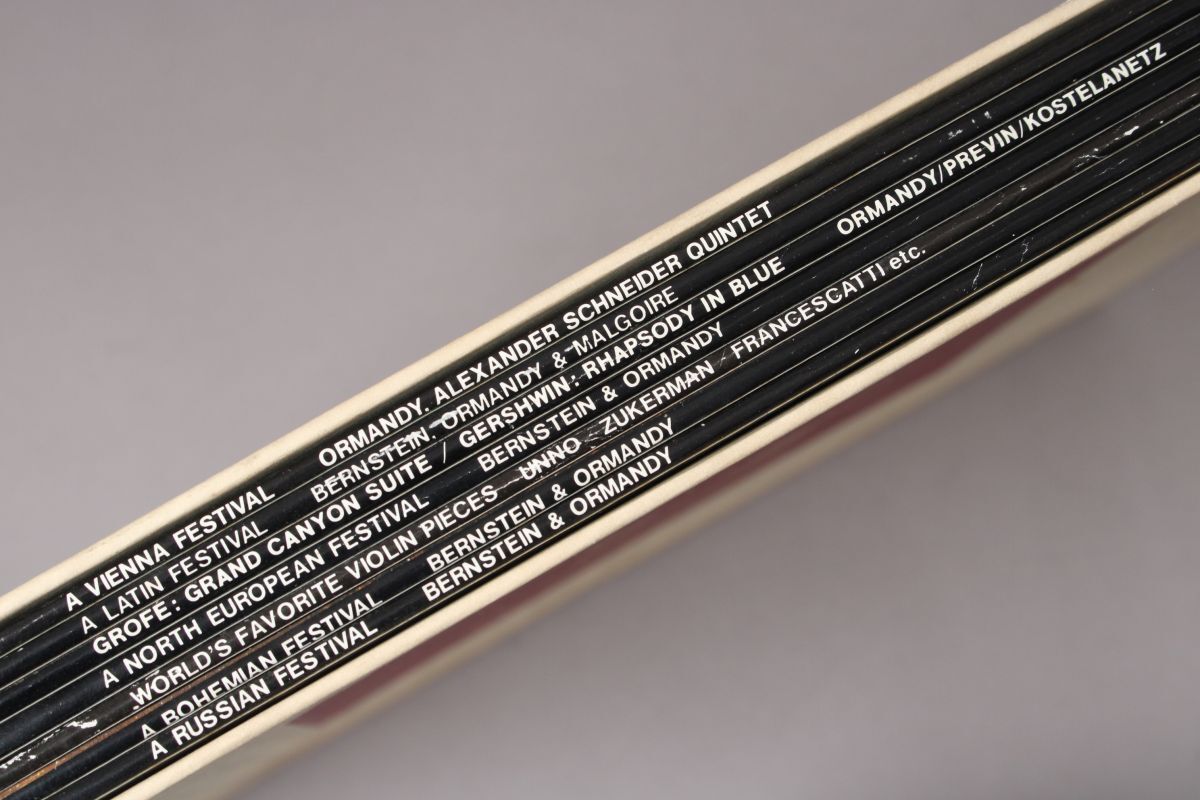 A VIENNA FESTIVAL ORMANDY. ALEXANDER SCHNEIDER QUINTET
A LATIN FESTIVAL BERNSTEIN. ORMANDY & MALGOIRE
GROFE: GRAND CANYON SUITE / GERSHWIN: RHAPSODY IN BLUE ORMANDY/PREVIN/KOSTELANETZ
A NORTH EUROPEAN FESTIVAL BERNSTEIN & ORMANDY
WORLD'S FAVORITE VIOLIN PIECES UNNO ZUKERMAN FRANCESCATTI etc.
A BOHEMIAN FESTIVAL BERNSTEIN & ORMANDY
A RUSSIAN FESTIVAL BERNSTEIN & ORMANDY